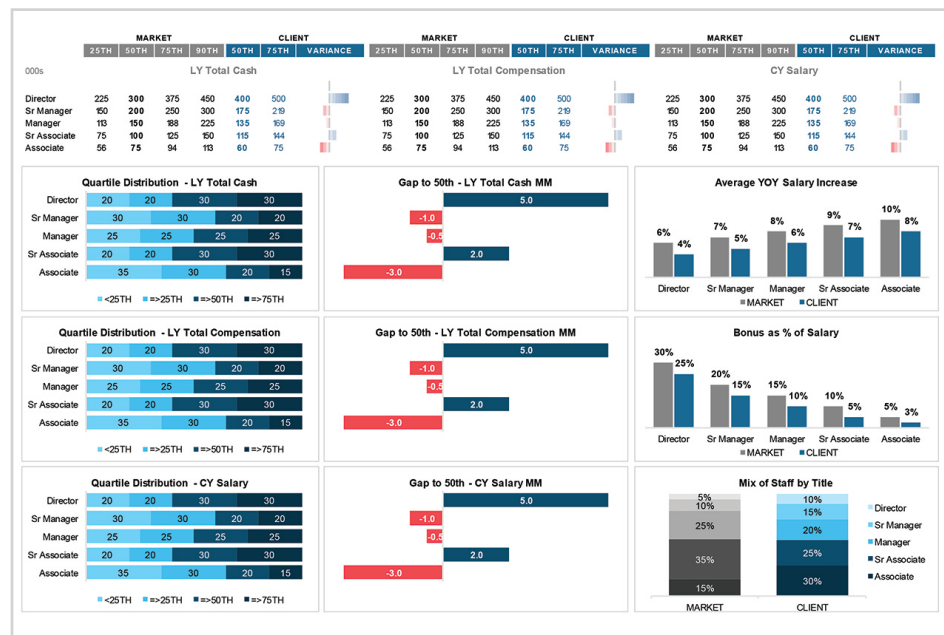 MARKET CLIENT MARKET CLIENT MARKET CLIENT
25TH 50TH 75TH 90TH 50TH 75TH VARIANCE 25TH 50TH 75TH 90TH 50TH 75TH VARIANCE 25TH 50TH 75TH 90TH 50TH 75TH VARIANCE
000s LY Total Cash LY Total Compensation CY Salary
Director 225 300 375 450 400 500 225 300 375 450 400 500 225 300 375 450 400 500
Sr Manager 150 200 250 300 175 219 150 200 250 300 175 219 150 200 250 300 175 219
Manager 113 150 188 225 135 169 113 150 188 225 135 169 113 150 188 225 135 169
Sr Associate 75 100 125 150 115 144 75 100 125 150 115 144 75 100 125 150 115 144
Associate 56 75 94 113 60 75 56 75 94 113 60 75 56 75 94 113 60 75
Quartile Distribution - LY Total Cash
Director 20 20 30 30
Sr Manager 30 30 20 20
Manager 25 25 25 25
Sr Associate 20 20 30 30
Associate 35 30 20 15
<25TH =>25TH =>50TH =>75TH
Gap to 50th - LY Total Cash MM
5.0
-1.0
-0.5
2.0
-3.0
Average YOY Salary Increase
6% 4% 7% 5% 8% 6% 9% 7% 10% 8%
Director Sr Manager Manager Sr Associate Associate
MARKET CLIENT
Quartile Distribution - LY Total Compensation
Director 20 20 30 30
Sr Manager 30 30 20 20
Manager 25 25 25 25
Sr Associate 20 20 30 30
Associate 35 30 20 15
<25TH =>25TH =>50TH =>75TH
Gap to 50th - LY Total Compensation MM
5.0
-1.0
-0.5
2.0
-3.0
Bonus as % of Salary
30% 25% 20% 15% 15% 10% 10% 5% 5% 3%
Director Sr Manager Manager Sr Associate Associate
MARKET CLIENT
Quartile Distribution - CY Salary
Director 20 20 30 30
Sr Manager 30 30 20 20
Manager 25 25 25 25
Sr Associate 20 20 30 30
Associate 35 30 20 15
<25TH =>25TH =>50TH =>75TH
Gap to 50th - CY Salary MM
5.0
-1.0
-0.5
2.0
-3.0
Mix of Staff by Title
5% 10% Director
10% 15% Sr Manager
25% 20% Manager
35% 25% Sr Associate
15% 30% Associate
MARKET CLIENT